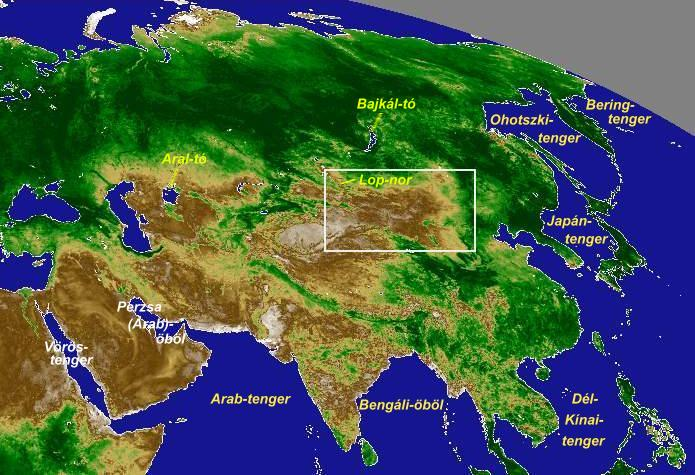 Bajkál-tó
Bering-
tenger
Ohotszki-
tenger
Aral-tó
Lop-nor
Japán-
tenger
Perzsa
(Arab)-
öböl
Vörös-
tenger
Arab-tenger
Bengáli-öböl
Dél-
Kínai-
tenger